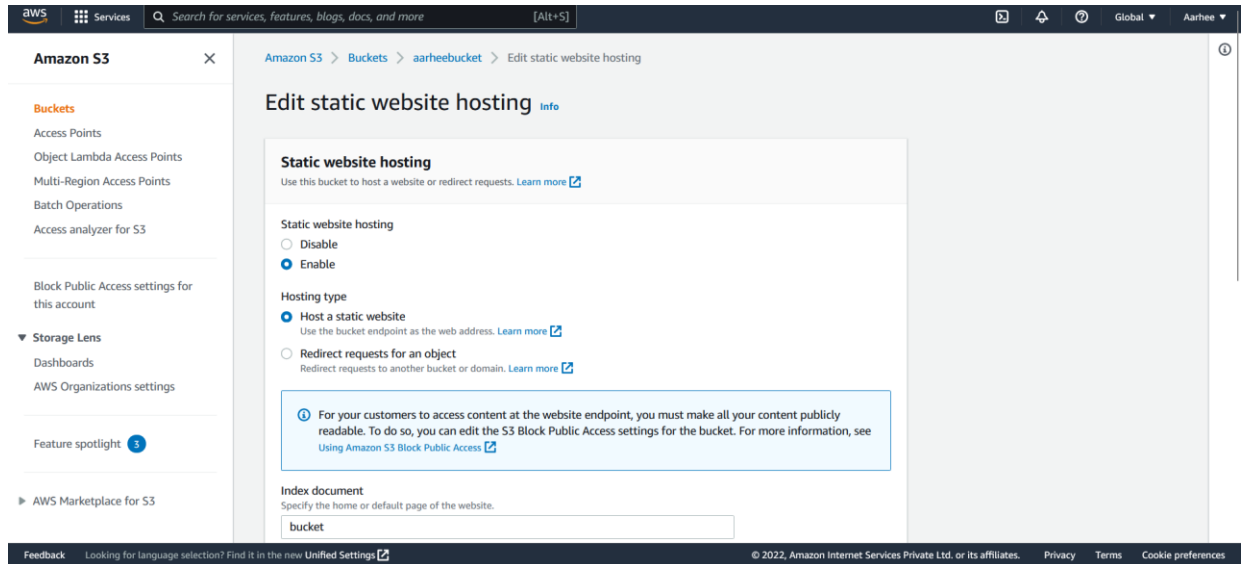 aws
Services
Search for services, features, blogs, docs, and more
[Alt+S]
Global ▼
Aarhee ▼
Amazon S3
Buckets
Access Points
Object Lambda Access Points
Multi-Region Access Points
Batch Operations
Access analyzer for S3
Block Public Access settings for
this account
Storage Lens
Dashboards
AWS Organizations settings
Feature spotlight 3
AWS Marketplace for S3
Amazon S3 > Buckets > aarheebucket > Edit static website hosting
Edit static website hosting Info
Static website hosting
Use this bucket to host a website or redirect requests. Learn more
Static website hosting
Disable
Enable
Hosting type
Host a static website
Use the bucket endpoint as the web address. Learn more
Redirect requests for an object
Redirect requests to another bucket or domain. Learn more
For your customers to access content at the website endpoint, you must make all your content publicly
readable. To do so, you can edit the S3 Block Public Access settings for the bucket. For more information, see
Using Amazon S3 Block Public Access
Index document
Specify the home or default page of the website.
bucket
Feedback Looking for language selection? Find it in the new Unified Settings
© 2022, Amazon Internet Services Private Ltd. or its affiliates. Privacy Terms Cookie preferences